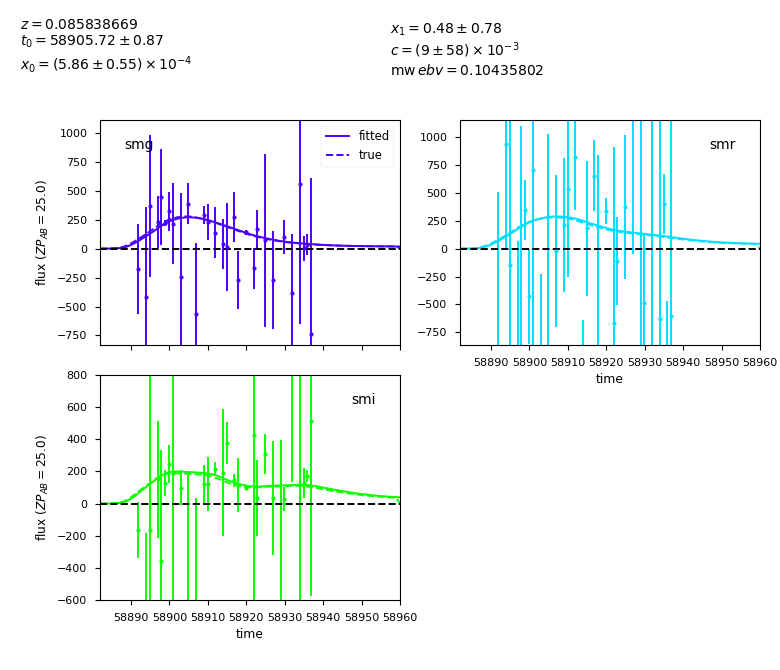 z = 0.085838669
t₀ = 58905.72 ± 0.87
x₀ = (5.86 ± 0.55) × 10⁻⁴
x₁ = 0.48 ± 0.78
c = (9 ± 58) × 10⁻³
mw ebv = 0.10435802
smg
fitted
true
1000
750
500
250
0
−250
−500
−750
flux (ZP_AB = 25.0)
smr
1000
750
500
250
0
−250
−500
−750
58890 58900 58910 58920 58930 58940 58950 58960
time
smi
800
600
400
200
0
−200
−400
−600
flux (ZP_AB = 25.0)
58890 58900 58910 58920 58930 58940 58950 58960
time